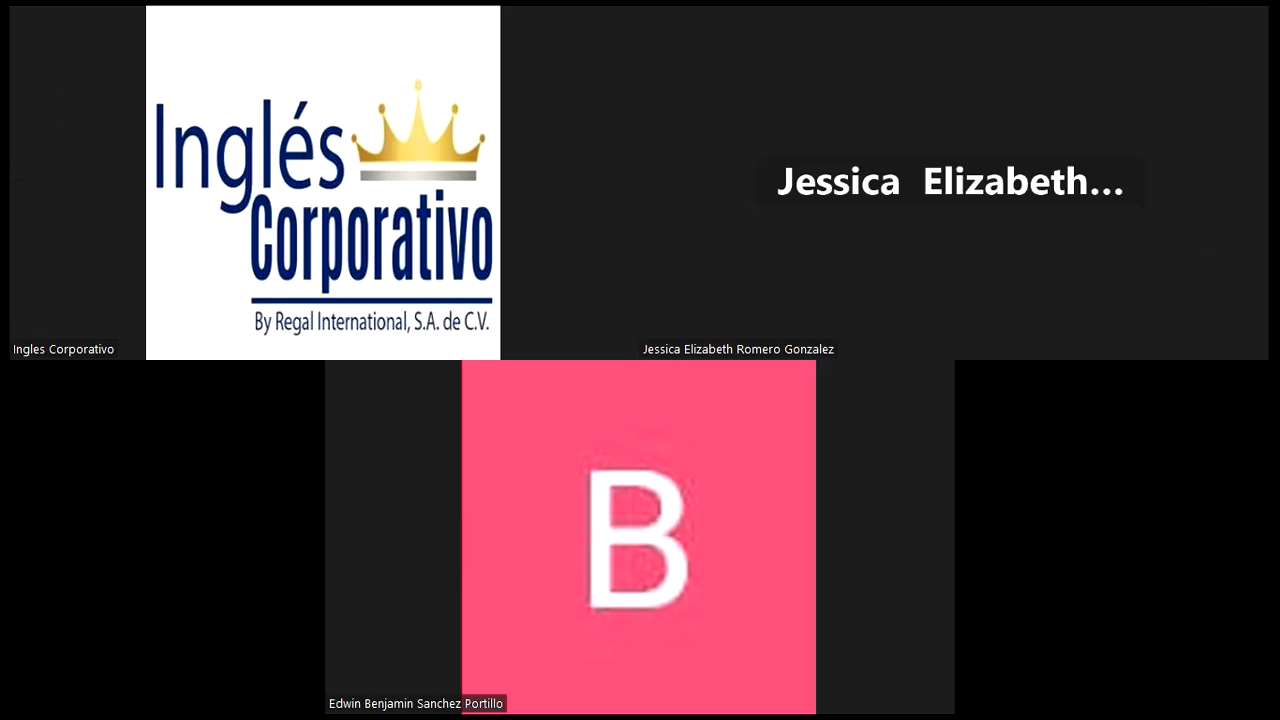 Inglés
Corporativo
By Regal International, S.A. de C.V.
Ingles Corporativo
Jessica Elizabeth...
Jessica Elizabeth Romero Gonzalez
B
Edwin Benjamin Sanchez Portillo